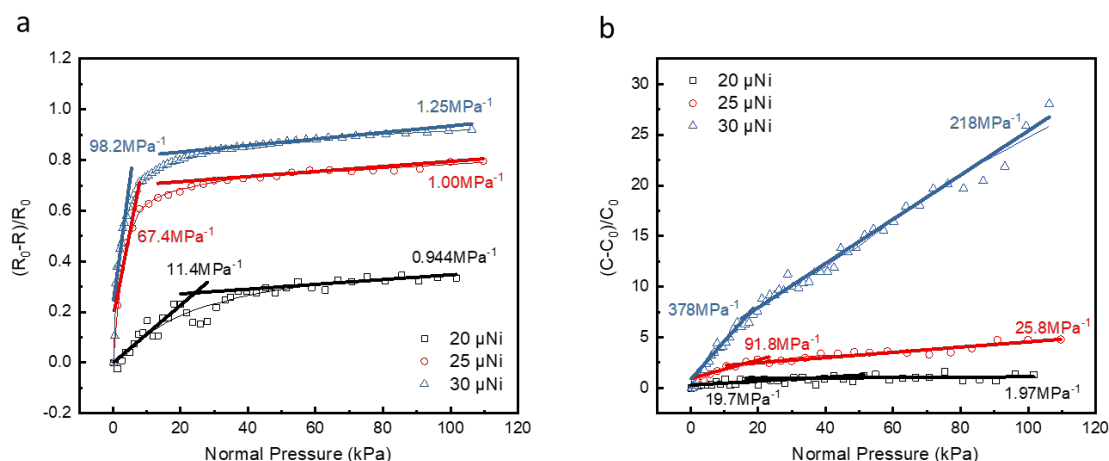 a
(R₀-R)/R₀
1.2
1.0
0.8
0.6
0.4
0.2
0.0
-0.2
98.2MPa⁻¹
1.25MPa⁻¹
67.4MPa⁻¹
1.00MPa⁻¹
11.4MPa⁻¹
0.944MPa⁻¹
20 µNi
25 µNi
30 µNi
0 20 40 60 80 100 120
Normal Pressure (kPa)
b
(C-C₀)/C₀
35
30
25
20
15
10
5
0
20 µNi
25 µNi
30 µNi
218MPa⁻¹
378MPa⁻¹
91.8MPa⁻¹
25.8MPa⁻¹
19.7MPa⁻¹
1.97MPa⁻¹
0 20 40 60 80 100 120
Normal Pressure (kPa)